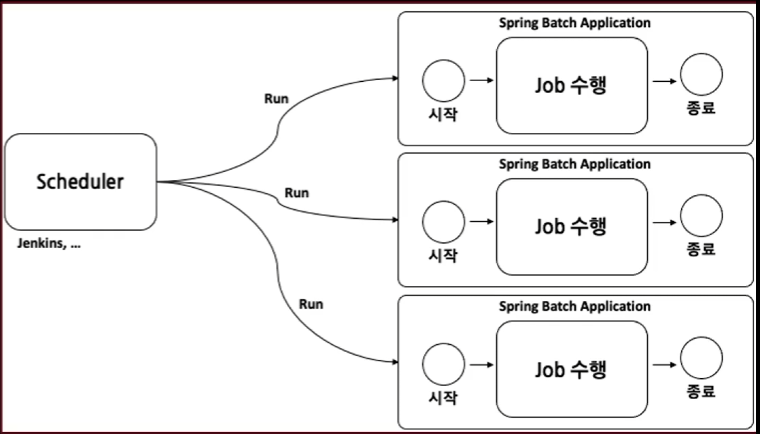 Scheduler
Jenkins, ...
Run
Run
Run
Spring Batch Application
시작
Job 수행
종료
Spring Batch Application
시작
Job 수행
종료
Spring Batch Application
시작
Job 수행
종료